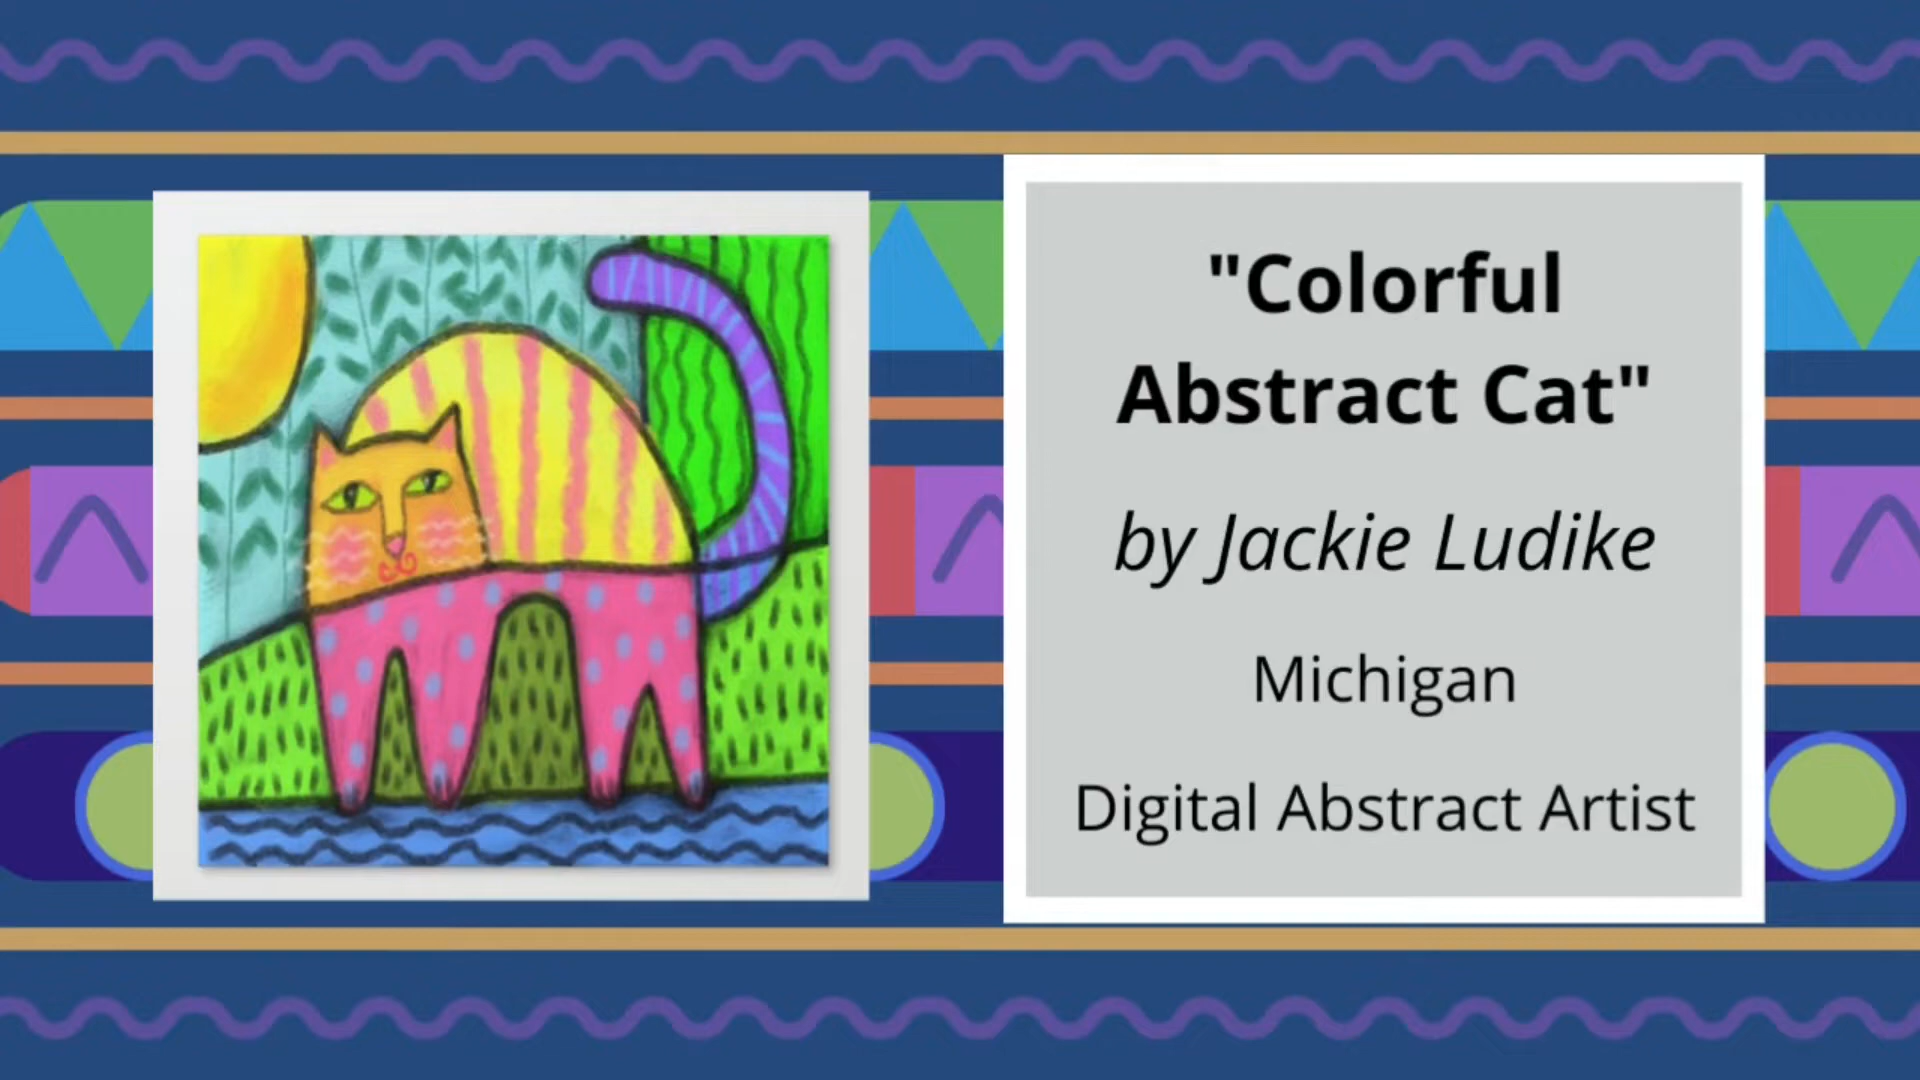 "Colorful
Abstract Cat"
by Jackie Ludike
Michigan
Digital Abstract Artist